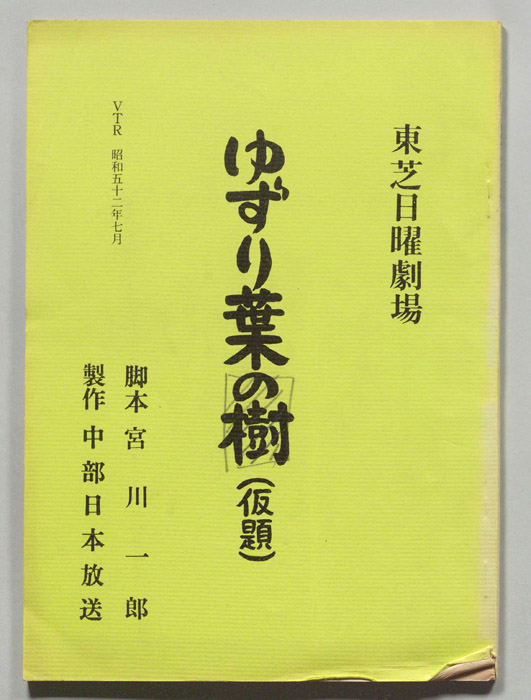 東芝日曜劇場
ゆずり葉の樹（仮題）
VTR 昭和五十二年七月
脚本 宮川一郎
製作 中部日本放送